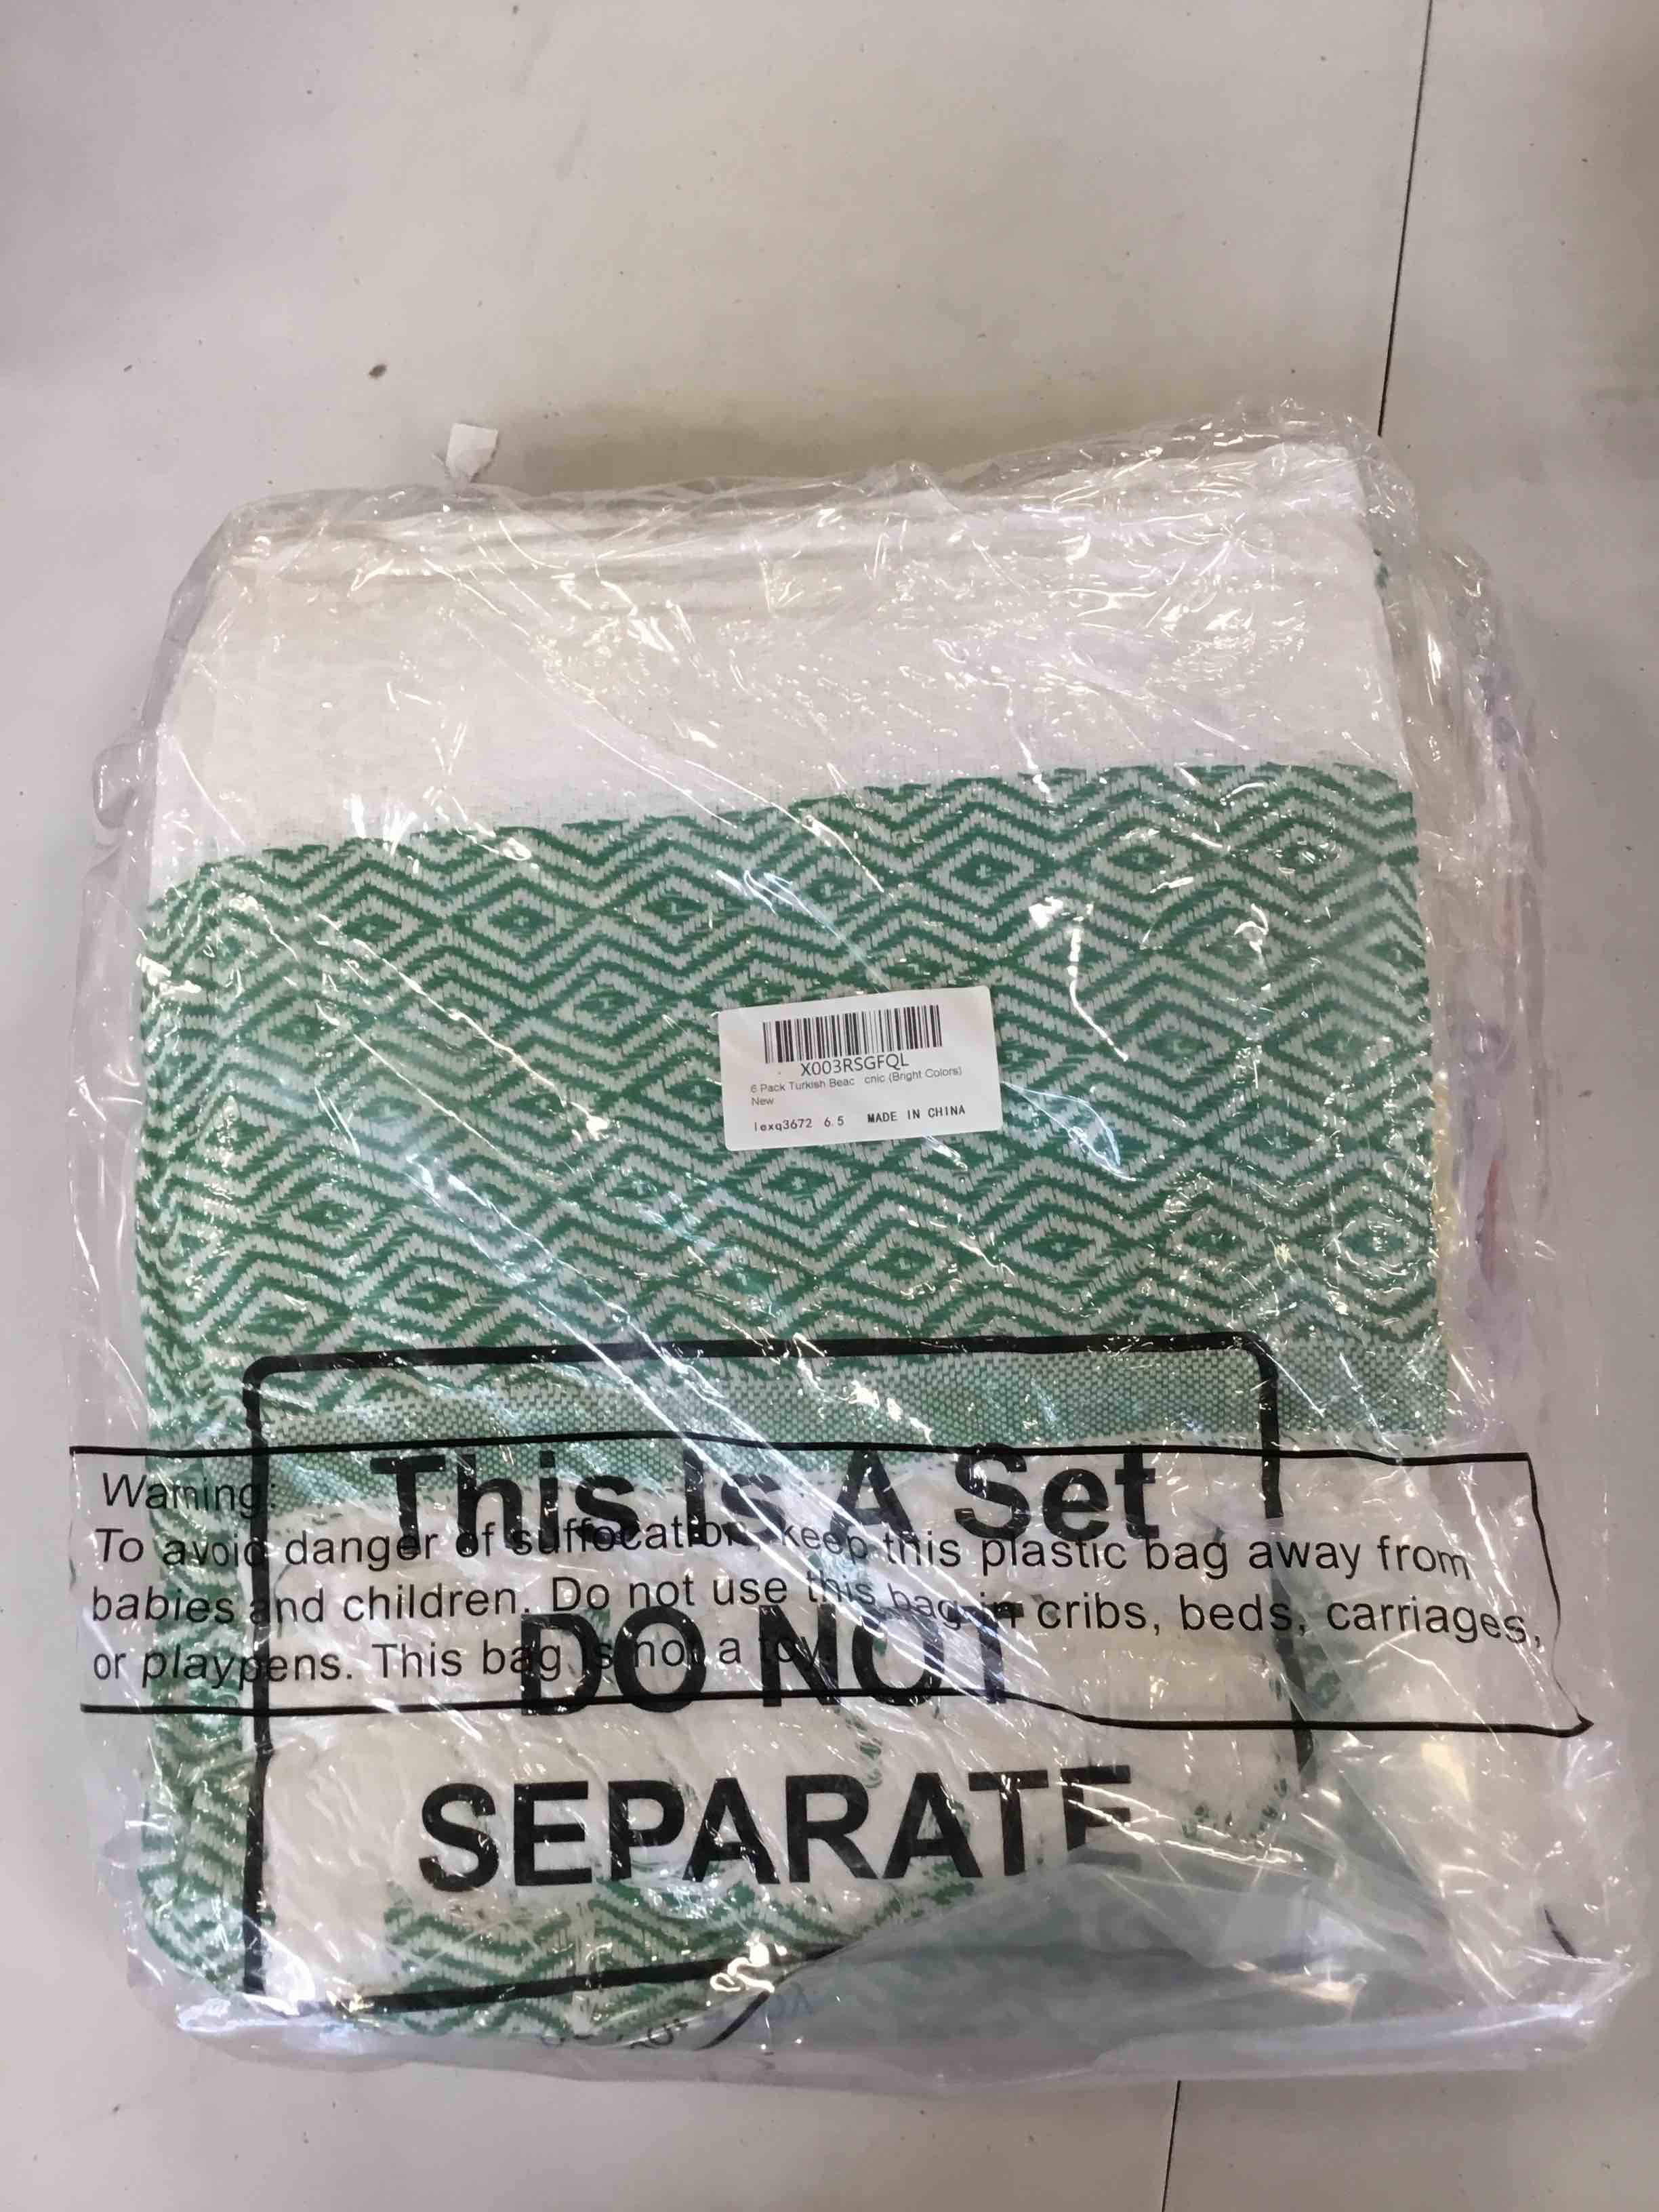 X003RSGFQL
6 Pack Turkish Beac cnic (Bright Colors)
New
lexq3672 6.5 MADE IN CHINA
This Is A Set
DO NOT
SEPARATE
Warning:
To avoid danger of suffocation, keep this plastic bag away from
babies and children. Do not use this bag in cribs, beds, carriages,
or playpens. This bag is not a toy.